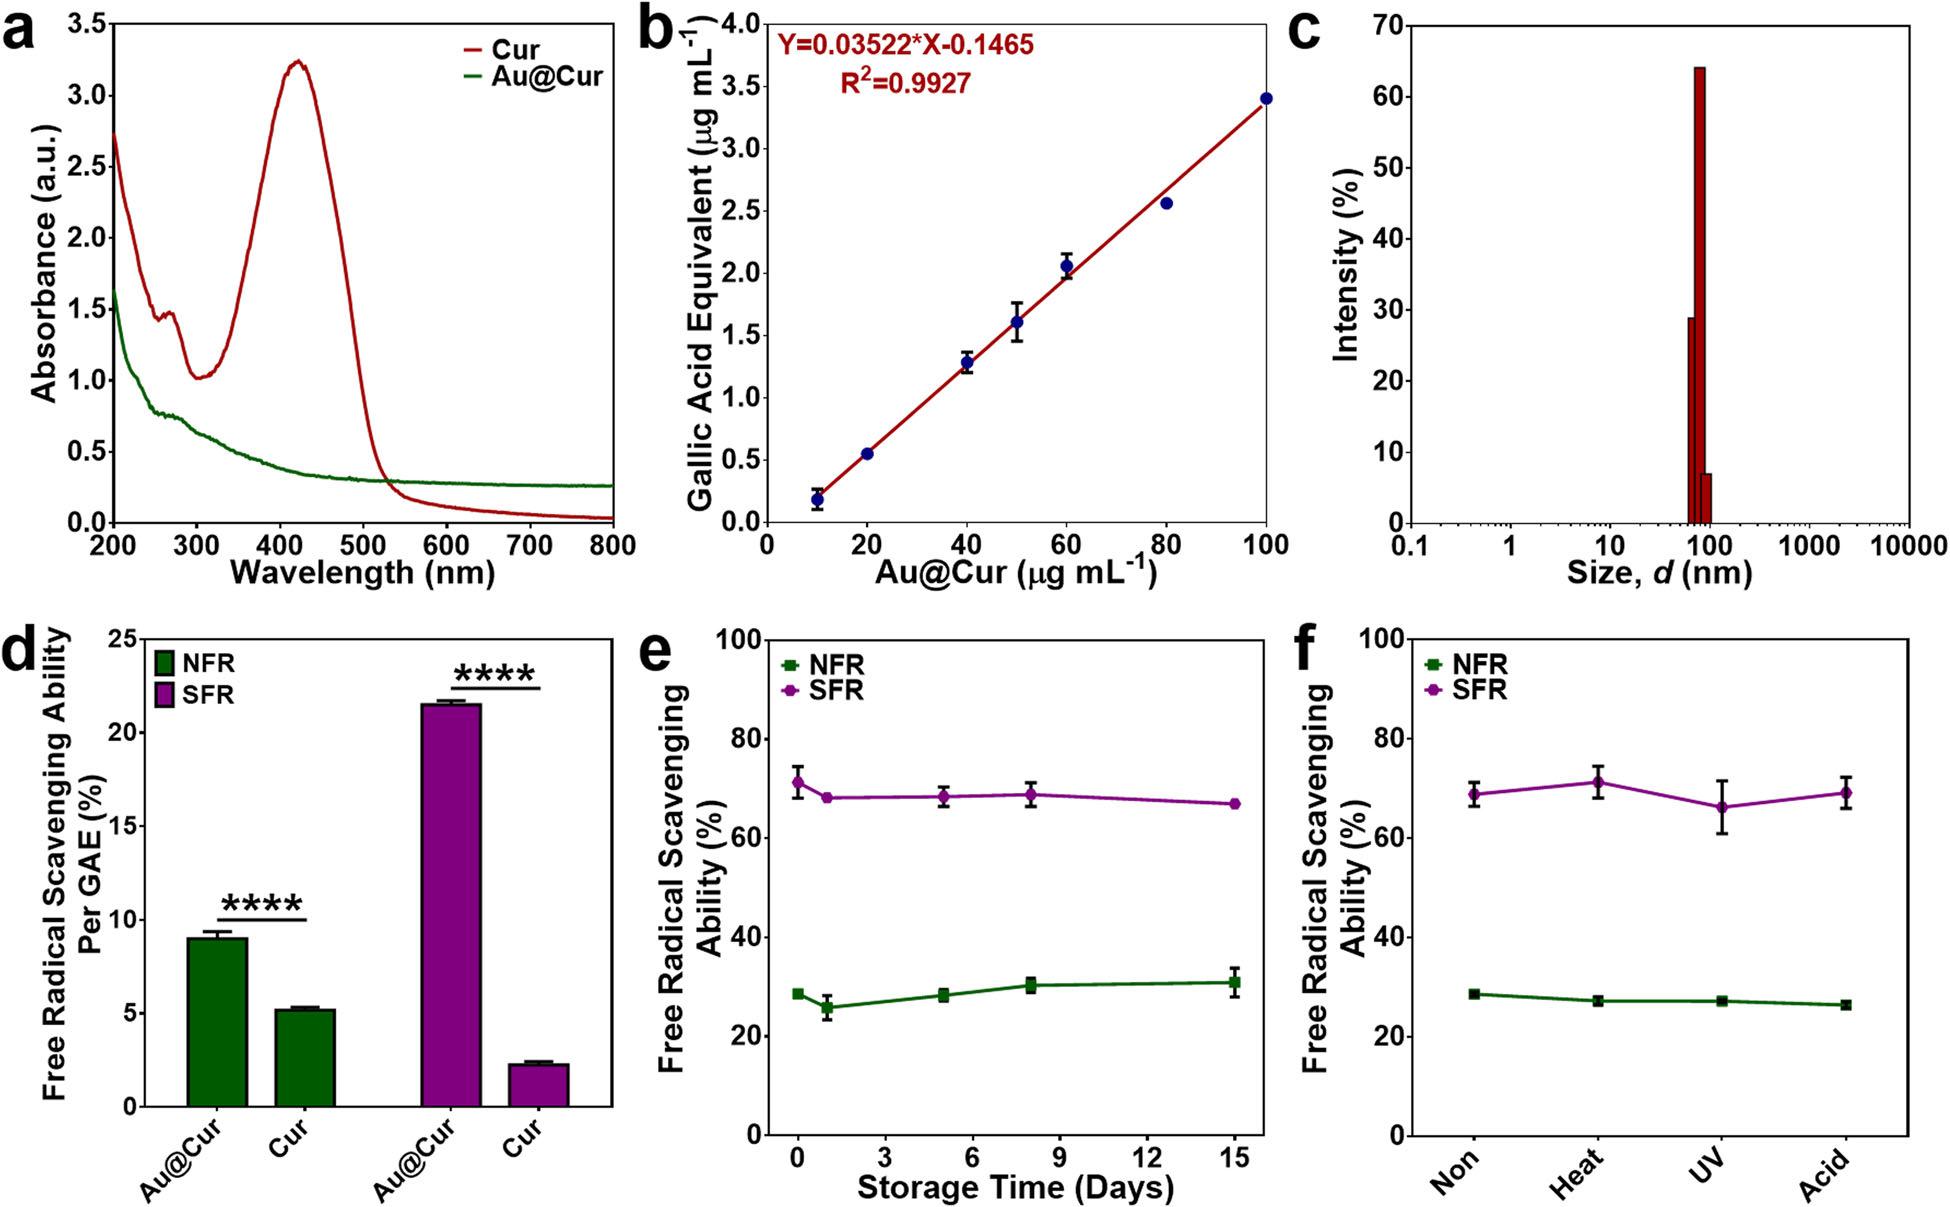 a
3.5
3.0
2.5
2.0
1.5
1.0
0.5
0.0
Absorbance (a.u.)
Cur
Au@Cur
200 300 400 500 600 700 800
Wavelength (nm)
b
4.0
3.5
3.0
2.5
2.0
1.5
1.0
0.5
0.0
Gallic Acid Equivalent (μg mL⁻¹)
Y=0.03522*X-0.1465
R²=0.9927
0 20 40 60 80 100
Au@Cur (μg mL⁻¹)
c
70
60
50
40
30
20
10
0
Intensity (%)
0.1 1 10 100 1000 10000
Size, d (nm)
d
25
20
15
10
5
0
Free Radical Scavenging Ability
Per GAE (%)
NFR
SFR
****
****
Au@Cur Cur Au@Cur Cur
e
100
80
60
40
20
0
Free Radical Scavenging
Ability (%)
NFR
SFR
0 3 6 9 12 15
Storage Time (Days)
f
100
80
60
40
20
0
Free Radical Scavenging
Ability (%)
NFR
SFR
Non Heat UV Acid